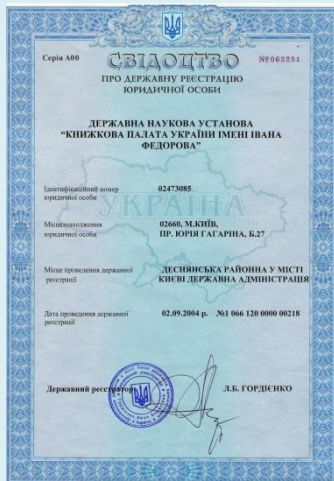 Серія А00
СВІДОЦТВО
№063251
ПРО ДЕРЖАВНУ РЕЄСТРАЦІЮ
ЮРИДИЧНОЇ ОСОБИ
ДЕРЖАВНА НАУКОВА УСТАНОВА
“КНИЖКОВА ПАЛАТА УКРАЇНИ ІМЕНІ ІВАНА
ФЕДОРОВА”
Ідентифікаційний номер
юридичної особи
02473085
УКРАЇНА
Місцезнаходження
юридичної особи
02660, М.КИЇВ,
ПР. ЮРІЯ ГАГАРІНА, Б.27
Місце проведення державної
реєстрації
ДЕСНЯНСЬКА РАЙОННА У МІСТІ
КИЄВІ ДЕРЖАВНА АДМІНІСТРАЦІЯ
Дата проведення державної
реєстрації
02.09.2004 р. №1 066 120 0000 00218
Державний реєстратор
Л.Б. ГОРДІЄНКО